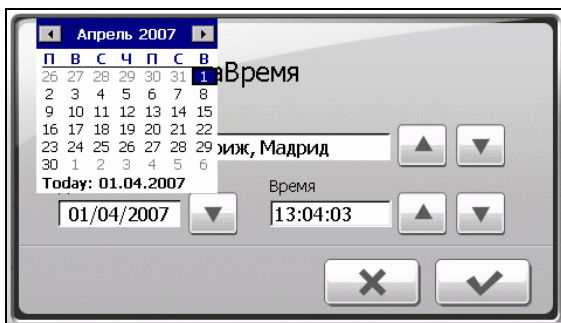 Апрель 2007
П В С Ч П С В
26 27 28 29 30 31 1
2 3 4 5 6 7 8
9 10 11 12 13 14 15
16 17 18 19 20 21 22
23 24 25 26 27 28 29
30 1 2 3 4 5 6
Today: 01.04.2007
аВремя
риж, Мадрид
Время
01/04/2007
13:04:03